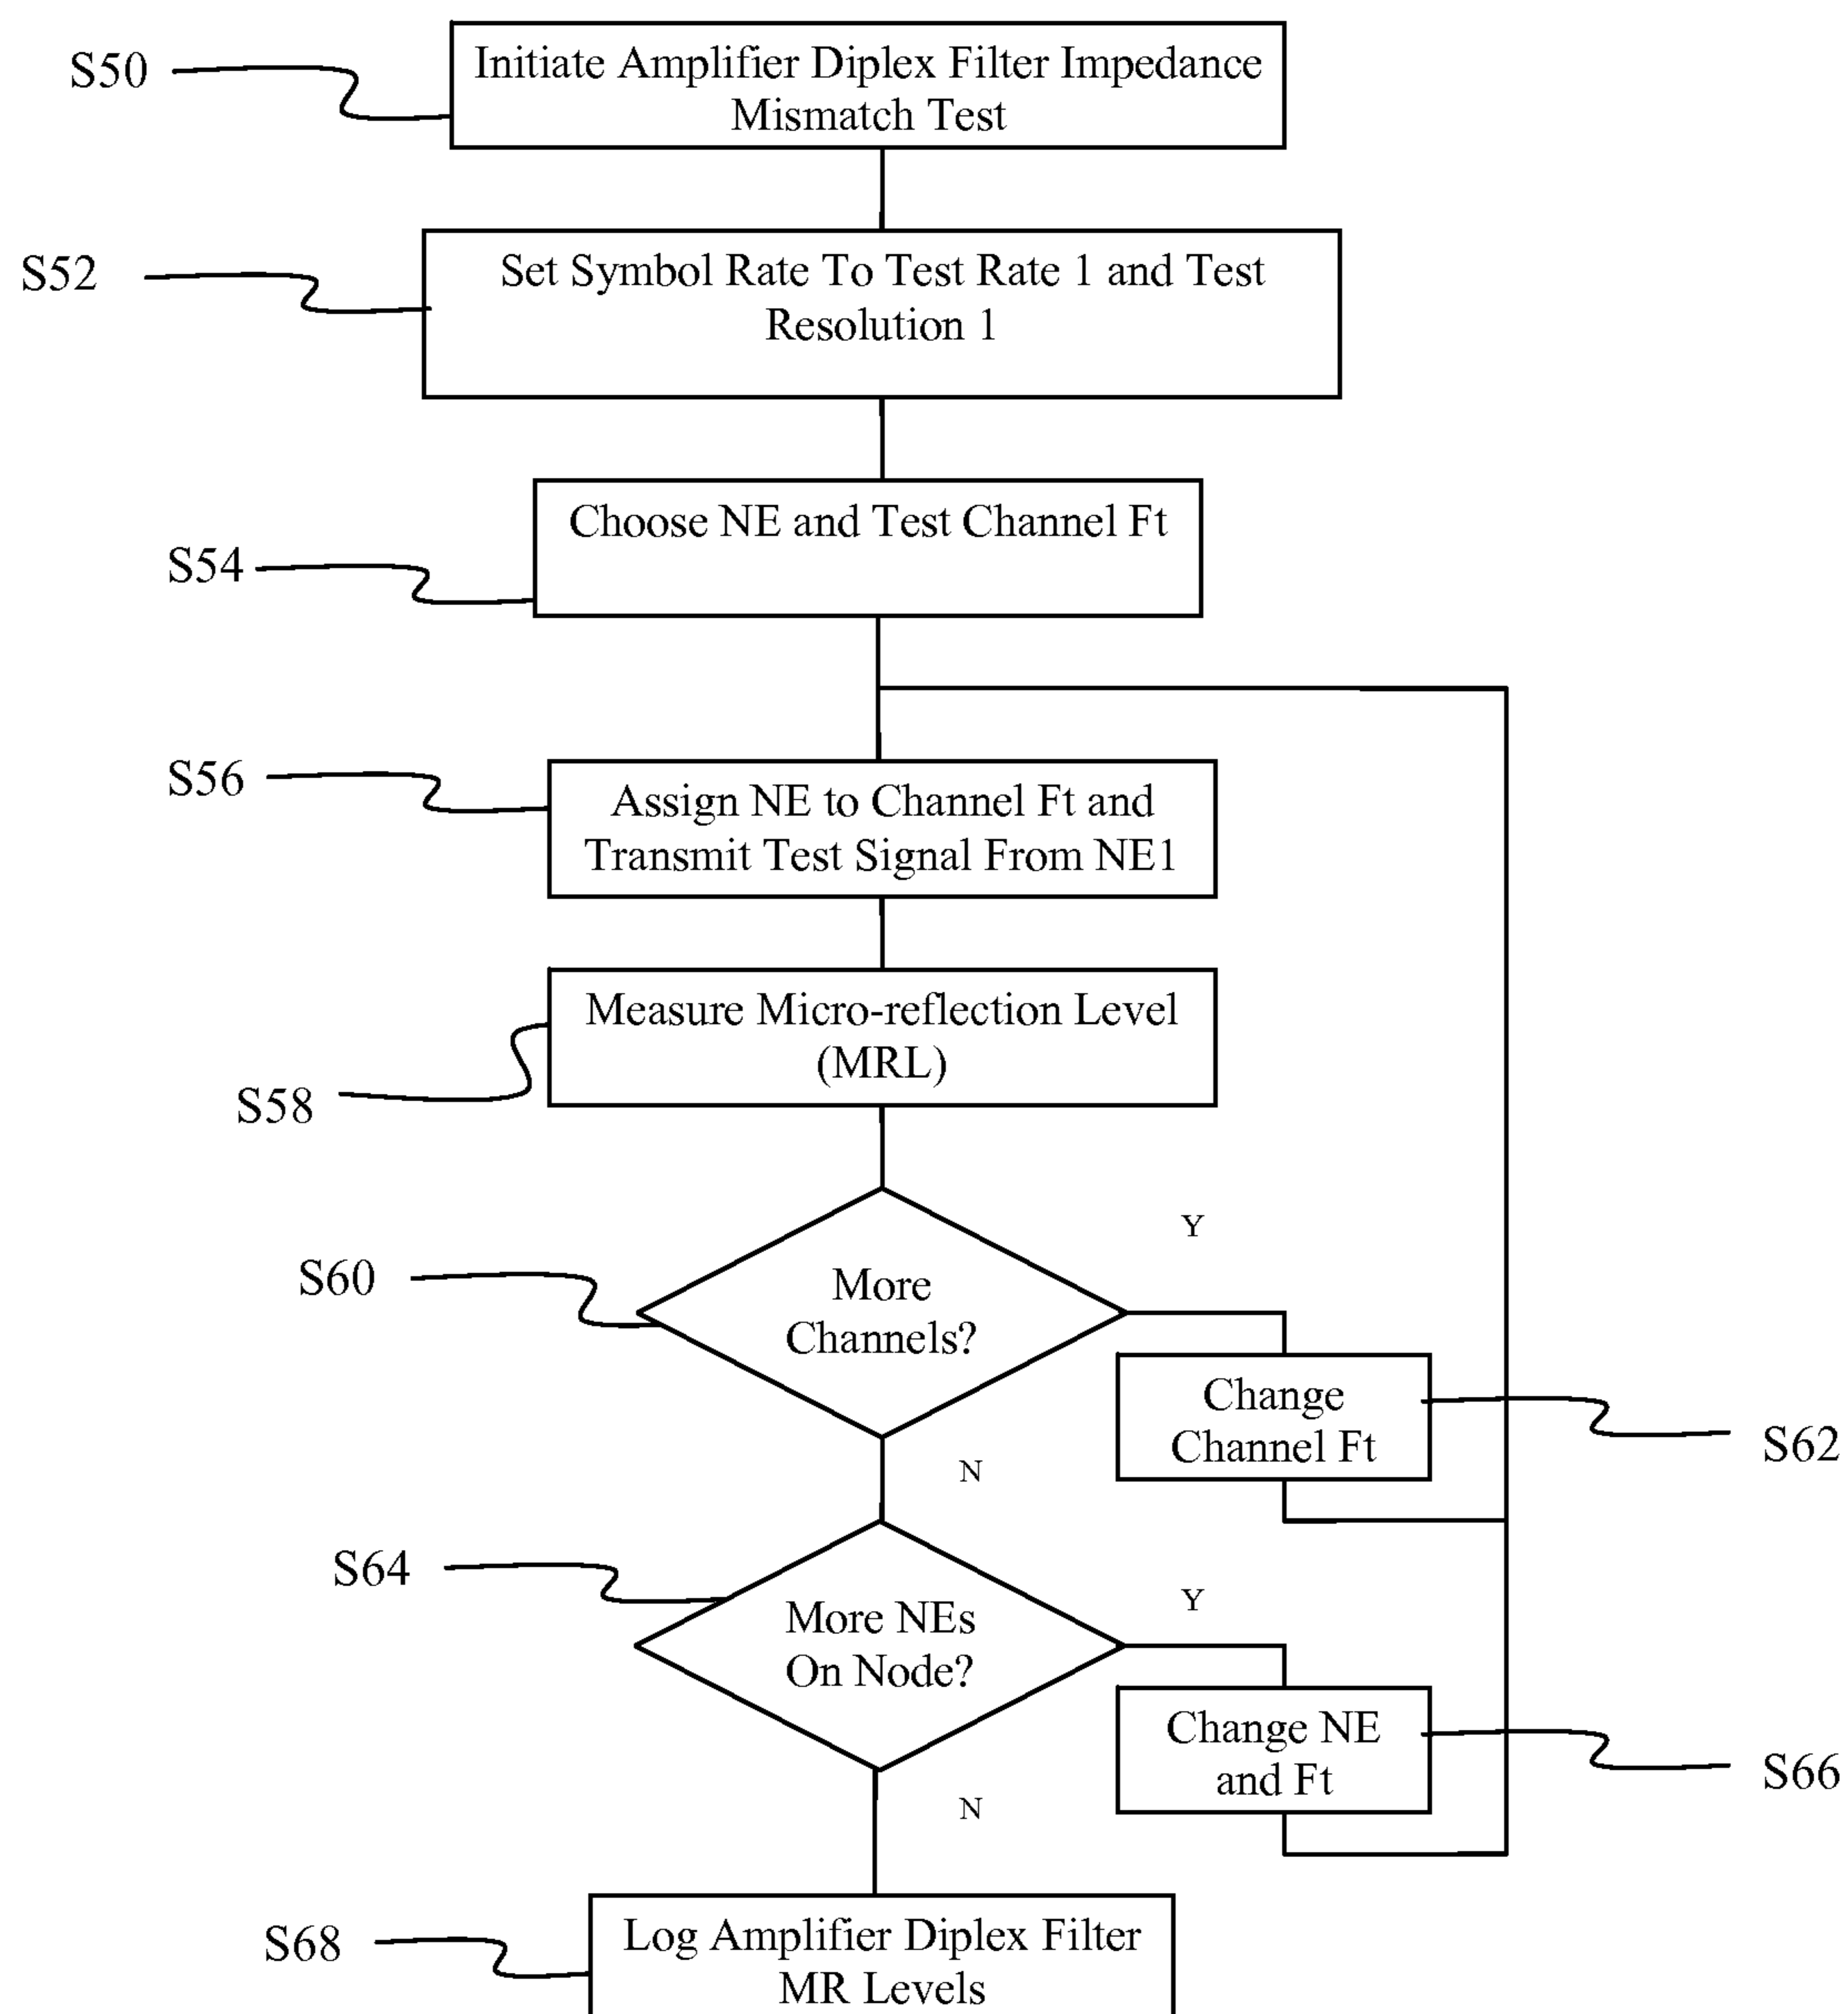 S50
Initiate Amplifier Diplex Filter Impedance
Mismatch Test
S52
Set Symbol Rate To Test Rate 1 and Test
Resolution 1
Choose NE and Test Channel Ft
S54
S56
Assign NE to Channel Ft and
Transmit Test Signal From NE1
Measure Micro-reflection Level
(MRL)
S58
Y
S60
More
Channels?
Change
Channel Ft
S62
N
S64
Y
More NEs
On Node?
Change NE
and Ft
S66
N
S68
Log Amplifier Diplex Filter
MR Levels